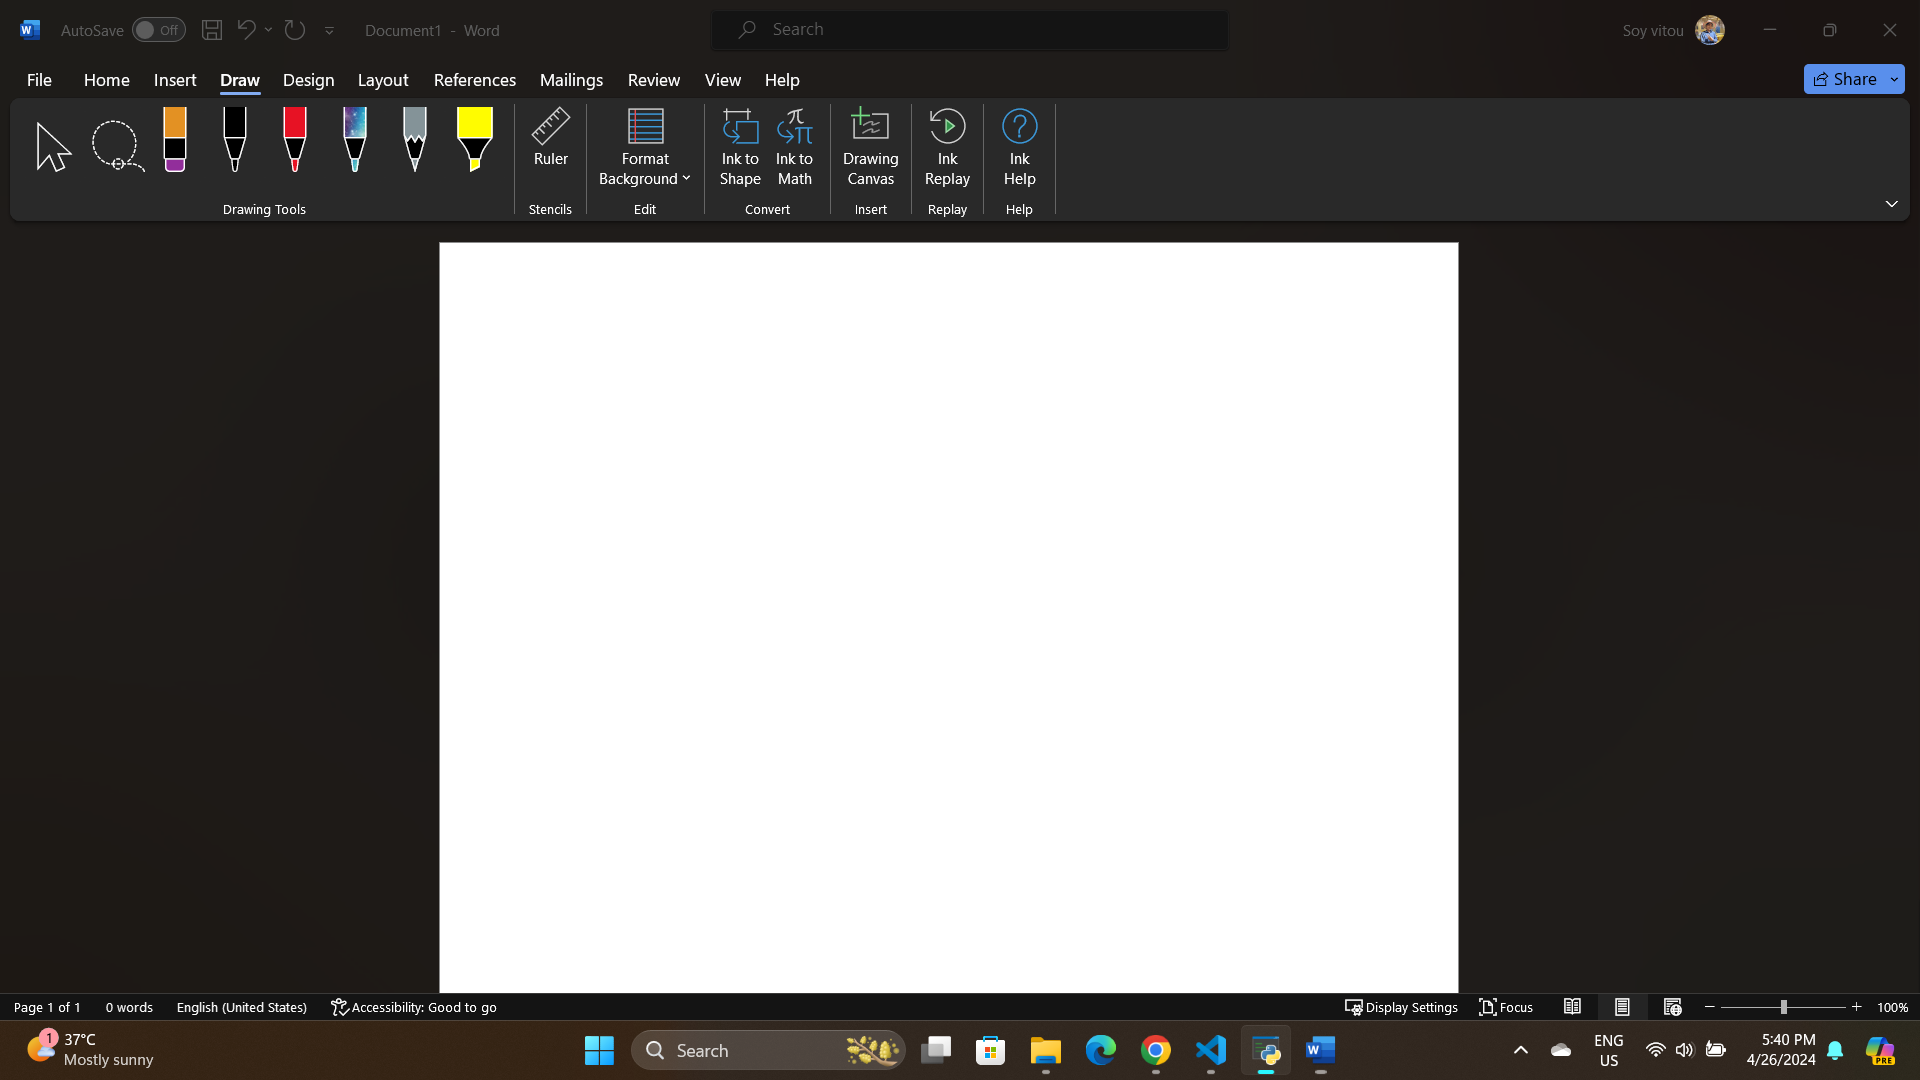 AutoSave Off Document1 - Word Search Soy vitou
File Home Insert Draw Design Layout References Mailings Review View Help Share
Ruler Format Background Ink to Shape Ink to Math Drawing Canvas Ink Replay Ink Help
Drawing Tools Stencils Edit Convert Insert Replay Help
Page 1 of 1 0 words English (United States) Accessibility: Good to go Display Settings Focus 100%
1 37°C Search PRE ENG 5:40 PM
Mostly sunny US 4/26/2024